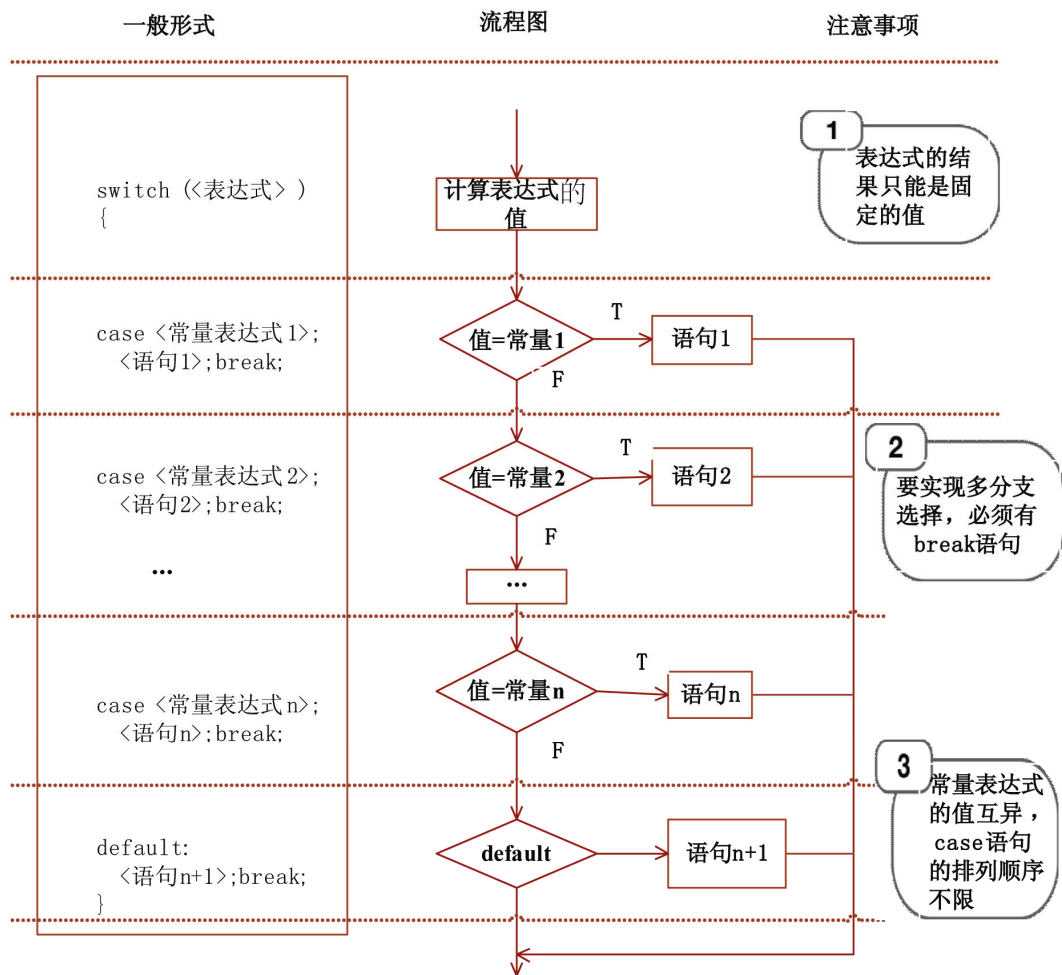 一般形式
流程图
注意事项
switch (<表达式> )
{
计算表达式的
值
1
表达式的结
果只能是固
定的值
case <常量表达式1>;
<语句1>;break;
值=常量1
T
语句1
F
case <常量表达式2>;
<语句2>;break;
值=常量2
T
语句2
F
2
要实现多分支
选择，必须有
break语句
...
...
case <常量表达式n>;
<语句n>;break;
值=常量n
T
语句n
F
3
常量表达式
的值互异，
case语句
的排列顺序
不限
default:
<语句n+1>;break;
}
default
语句n+1